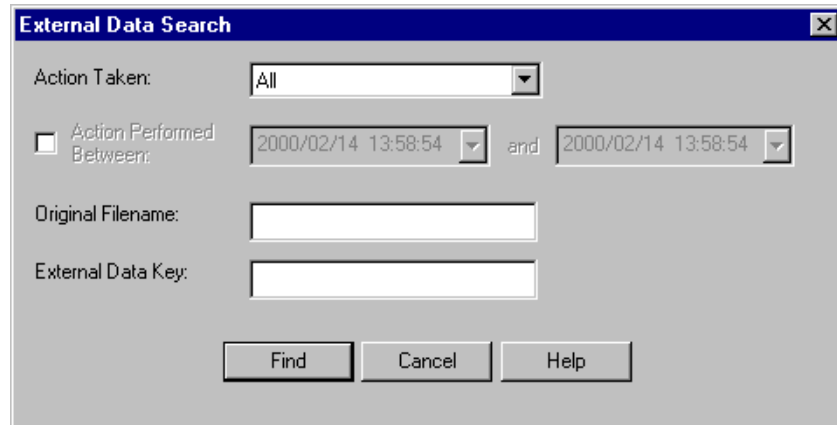 External Data Search
Action Taken:
All
Action Performed
Between:
2000/02/14 13:58:54
and
2000/02/14 13:58:54
Original Filename:
External Data Key:
Find
Cancel
Help